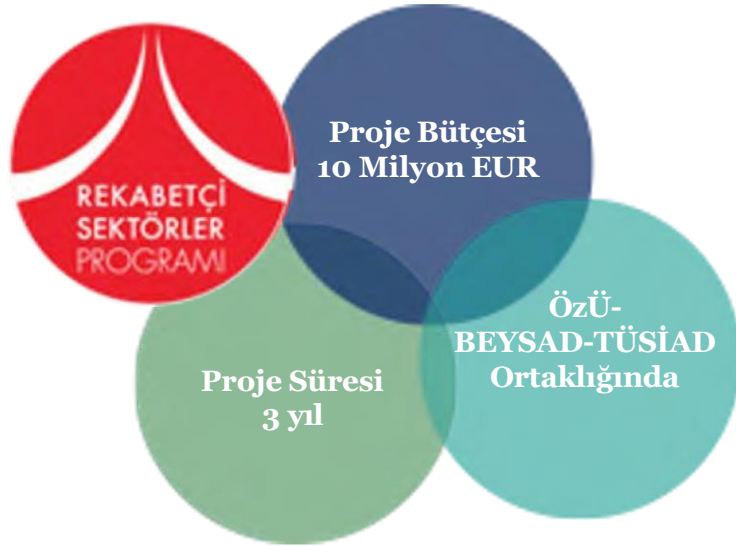 REKABETÇİ
SEKTÖRLER
PROGRAMI
Proje Bütçesi
10 Milyon EUR
ÖzÜ-
BEYSAD-TÜSİAD
Ortaklığında
Proje Süresi
3 yıl